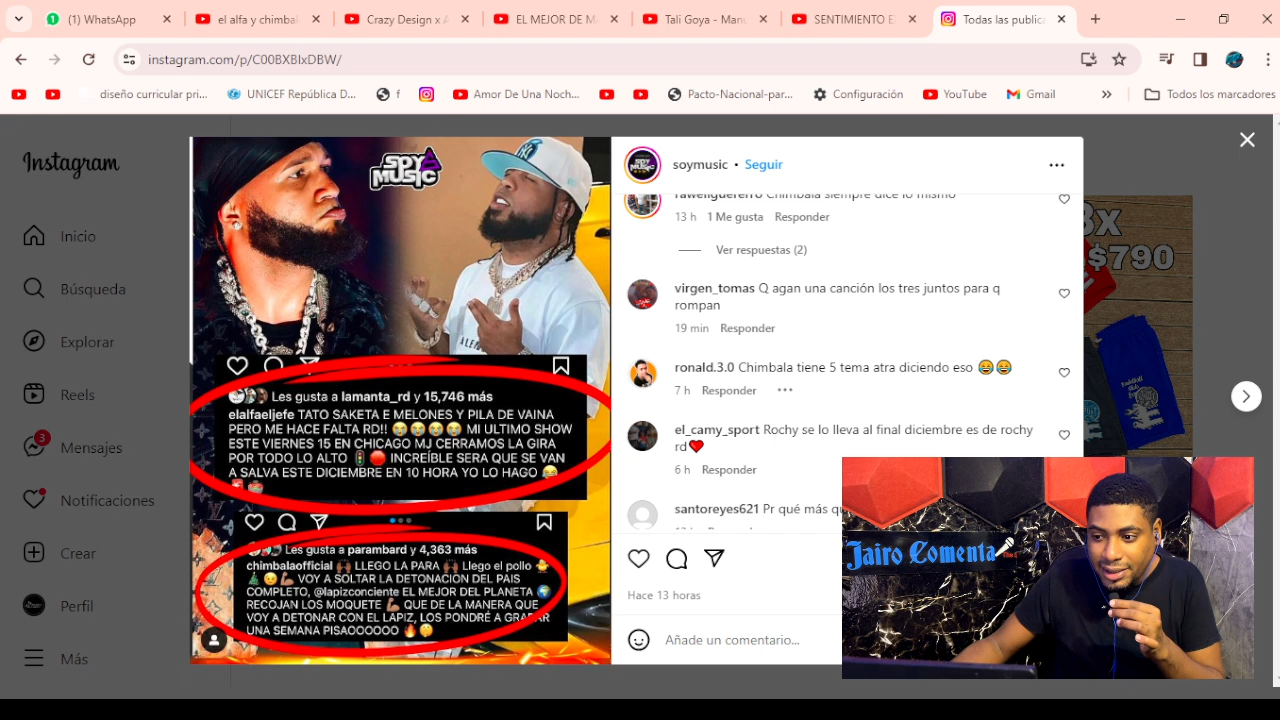 (1) WhatsApp
el alfa y chimbal
Crazy Design x A
EL MEJOR DE M
Tali Goya - Manu
SENTIMIENTO E
Todas las publica
instagram.com/p/C00BXBIxDBW/
diseño curricular pri...
UNICEF República D...
f
Amor De Una Noch...
Pacto-Nacional-par...
Configuración
YouTube
Gmail
Todos los marcadores
Instagram
Inicio
Búsqueda
Explorar
Reels
3
Mensajes
Notificaciones
Crear
Perfil
Más
SOY
MUSIC
Les gusta a lamanta_rd y 15,746 más
elalfaeljefe TATO SAKETA E MELONES Y PILA DE VAINA
PERO ME HACE FALTA RD!! 😭😭😭😭 MI ULTIMO SHOW
ESTE VIERNES 15 EN CHICAGO MJ CERRAMOS LA GIRA
POR TODO LO ALTO 🚦🛑 INCREÍBLE SERA QUE SE VAN
A SALVA ESTE DICIEMBRE EN 10 HORA YO LO HAGO 😂
Les gusta a parambard y 4,363 más
chimbalaofficial 🙌🏾 LLEGO LA PARA 🙌🏾 Llego el pollo 🐥
🎄😉💪🏾 VOY A SOLTAR LA DETONACION DEL PAIS
COMPLETO, @lapizconciente EL MEJOR DEL PLANETA 🌍
RECOJAN LOS MOQUETE 💪🏾 QUE DE LA MANERA QUE
VOY A DETONAR CON EL LAPIZ, LOS PONDRÉ A GRABAR
UNA SEMANA PISAOOOOOO 🔥
soymusic • Seguir
raweliguererro Chimbala siempre dice lo mismo
13 h 1 Me gusta Responder
Ver respuestas (2)
virgen_tomas Q agan una canción los tres juntos para q
rompan
19 min Responder
ronald.3.0 Chimbala tiene 5 tema atra diciendo eso 😂😂
7 h Responder
el_camy_sport Rochy se lo lleva al final diciembre es de rochy
rd❤️
6 h Responder
santoreyes621 Pr qué más qu
Hace 13 horas
Añade un comentario...
$790
Jairo Comenta